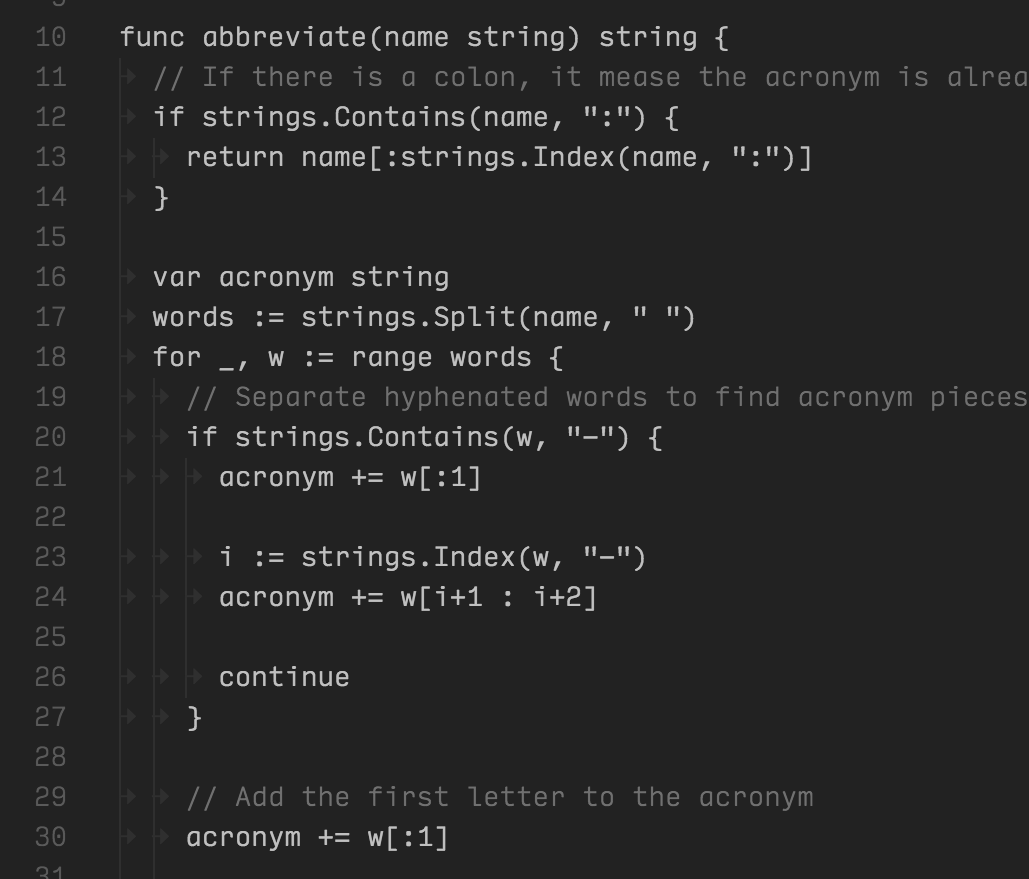 10 func abbreviate(name string) string {
11 // If there is a colon, it mease the acronym is
12 if strings.Contains(name, ":") {
13 return name[:strings.Index(name, ":")]
14 }
15
16 var acronym string
17 words := strings.Split(name, " ")
18 for _, w := range words {
19 // Separate hyphenated words to find acronym pieces
20 if strings.Contains(w, "-") {
21 acronym += w[:1]
22
23 i := strings.Index(w, "-")
24 acronym += w[i+1 : i+2]
25
26 continue
27 }
28
29 // Add the first letter to the acronym
30 acronym += w[:1]
31